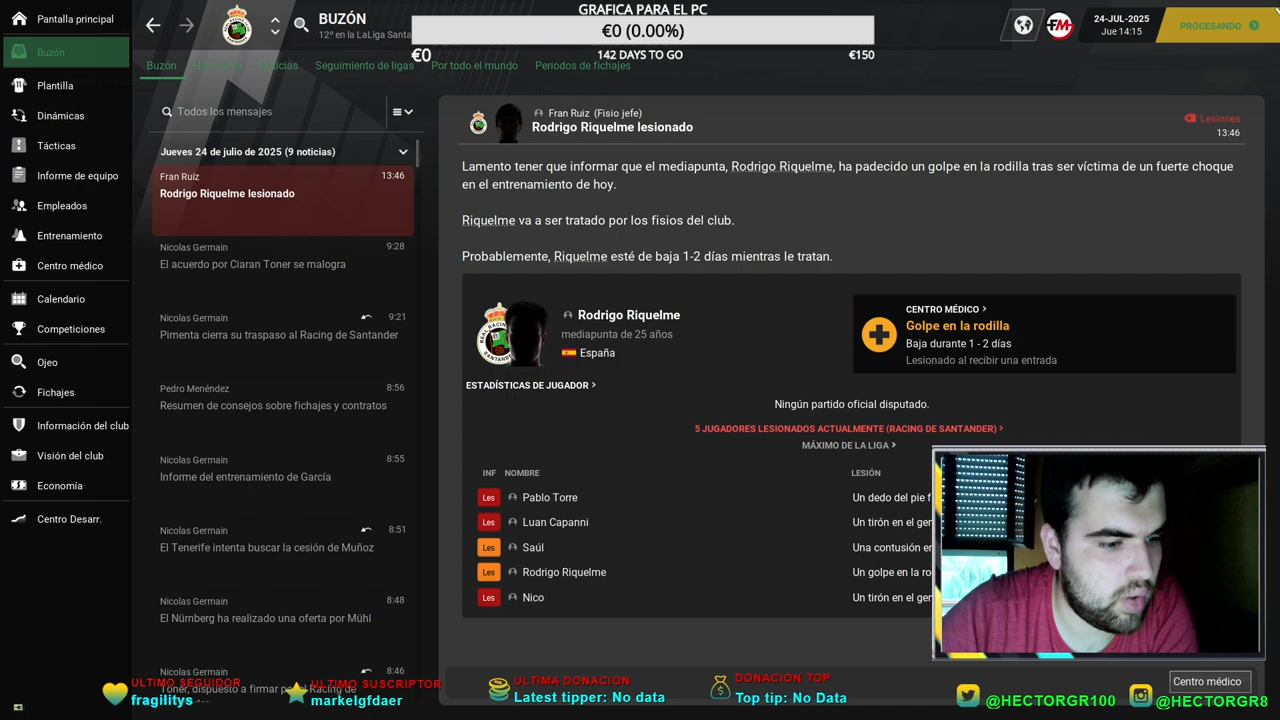 Pantalla principal
Buzón
Plantilla
Dinámicas
Tácticas
Informe de equipo
Empleados
Entrenamiento
Centro médico
Calendario
Competiciones
Ojeo
Fichajes
Información del club
Visión del club
Economía
Centro Desarr.
BUZÓN
12º en la LaLiga Santa
GRAFICA PARA EL PC
€0 (0.00%)
€0
142 DAYS TO GO
€150
FM
24-JUL-2025
Jue 14:15
PROCESANDO
Buzón
Seguimiento de ligas
Por todo el mundo
Periodos de fichajes
Todos los mensajes
Jueves 24 de julio de 2025 (9 noticias)
Fran Ruiz 13:46
Rodrigo Riquelme lesionado
Nicolas Germain 9:28
El acuerdo por Ciaran Toner se malogra
Nicolas Germain 9:21
Pimenta cierra su traspaso al Racing de Santander
Pedro Menéndez 8:56
Resumen de consejos sobre fichajes y contratos
Nicolas Germain 8:55
Informe del entrenamiento de García
Nicolas Germain 8:51
El Tenerife intenta buscar la cesión de Muñoz
Nicolas Germain 8:48
El Nürnberg ha realizado una oferta por Mühl
Nicolas Germain 8:46
Toner, dispuesto a firmar por el Racing de
Fran Ruiz (Fisio jefe)
Rodrigo Riquelme lesionado
Lesiones
13:46
Lamento tener que informar que el mediapunta, Rodrigo Riquelme, ha padecido un golpe en la rodilla tras ser víctima de un fuerte choque
en el entrenamiento de hoy.
Riquelme va a ser tratado por los fisios del club.
Probablemente, Riquelme esté de baja 1-2 días mientras le tratan.
Rodrigo Riquelme
mediapunta de 25 años
España
CENTRO MÉDICO >
Golpe en la rodilla
Baja durante 1 - 2 días
Lesionado al recibir una entrada
ESTADÍSTICAS DE JUGADOR >
Ningún partido oficial disputado.
5 JUGADORES LESIONADOS ACTUALMENTE (RACING DE SANTANDER) >
MÁXIMO DE LA LIGA >
INF NOMBRE LESIÓN
Les Pablo Torre Un dedo del pie f
Les Luan Capanni Un tirón en el gen
Les Saúl Una contusión en
Les Rodrigo Riquelme Un golpe en la ro
Les Nico Un tirón en el gen
Centro médico
ULTIMO SEGUIDOR
fragilitys
ULTIMO SUSCRIPTOR
markelgfdaer
ULTIMA DONACION
Latest tipper: No data
DONACION TOP
Top tip: No Data
@HECTORGR100
@HECTORGR8